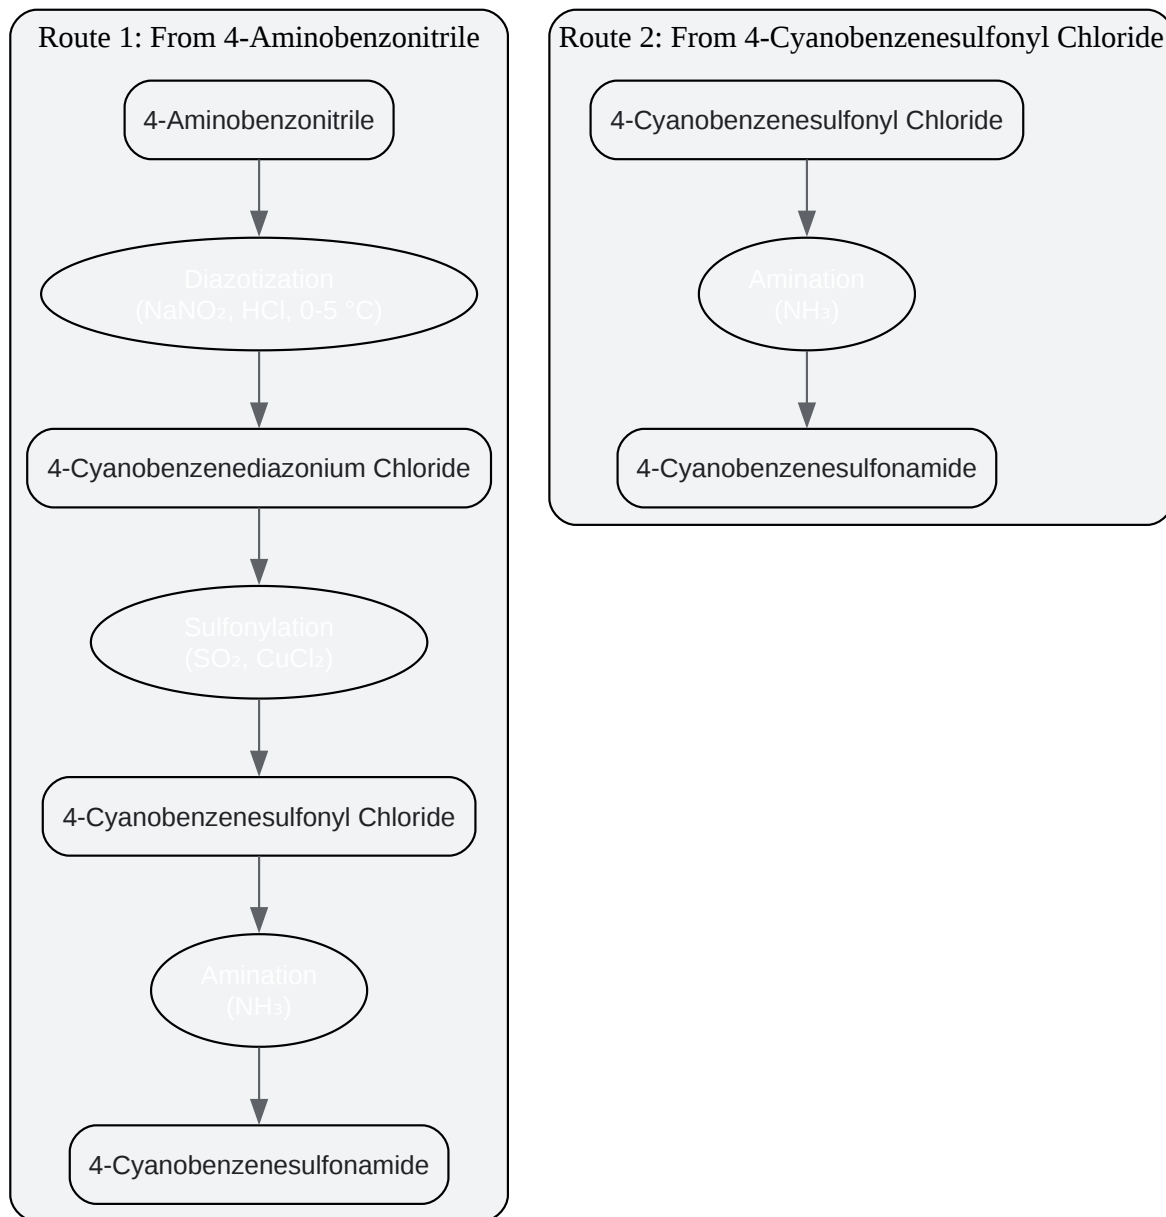 Route 1: From 4-Aminobenzonitrile
4-Aminobenzonitrile
Diazotization
(NaNO₂, HCl, 0-5 °C)
4-Cyanobenzenediazonium Chloride
Sulfonylation
(SO₂, CuCl₂)
4-Cyanobenzenesulfonyl Chloride
Amination
(NH₃)
4-Cyanobenzenesulfonamide
Route 2: From 4-Cyanobenzenesulfonyl Chloride
4-Cyanobenzenesulfonyl Chloride
Amination
(NH₃)
4-Cyanobenzenesulfonamide